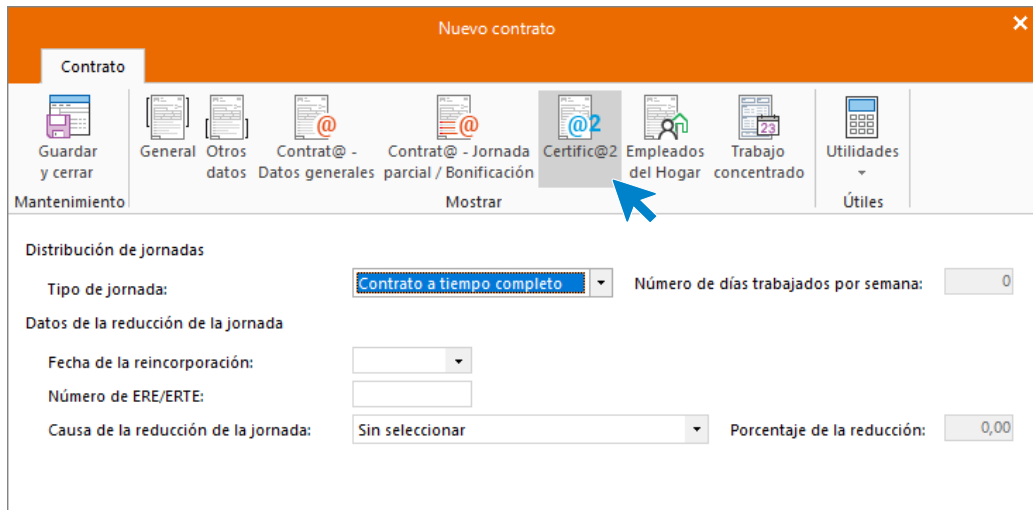 Nuevo contrato
Contrato
Guardar y cerrar
General
Otros datos
Contrat@ - Datos generales
Contrat@ - Jornada parcial / Bonificación
Certific@2
Empleados del Hogar
Trabajo concentrado
Utilidades
Mantenimiento
Mostrar
Útiles
Distribución de jornadas
Tipo de jornada: Contrato a tiempo completo Número de días trabajados por semana: 0
Datos de la reducción de la jornada
Fecha de la reincorporación:
Número de ERE/ERTE:
Causa de la reducción de la jornada: Sin seleccionar Porcentaje de la reducción: 0,00